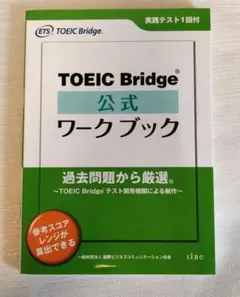 実践テスト1回付
ETS TOEIC Bridge®
TOEIC Bridge®
公式
ワークブック
過去問題から厳選。
～TOEIC Bridge®テスト開発機関による制作～
参考スコア
レンジが
算出できる
一般財団法人 国際ビジネスコミュニケーション協会
IIBC